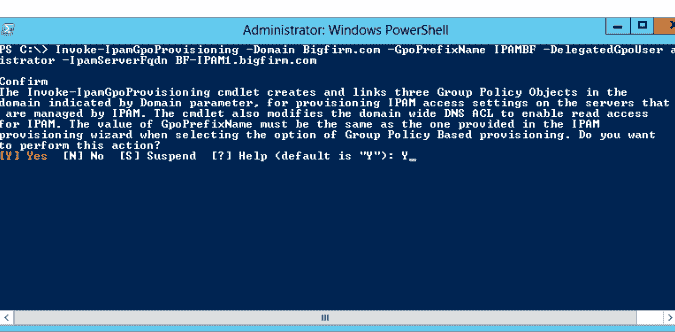 Administrator: Windows PowerShell
PS C:\> Invoke-IpamGpoProvisioning -Domain Bigfirm.com -GpoPrefixName IPAMBF -DelegatedGpoUser a
istrator -IpamServerFqdn BF-IPAM1.bigfirm.com
Confirm
The Invoke-IpamGpoProvisioning cmdlet creates and links three Group Policy Objects in the
domain indicated by Domain parameter, for provisioning IPAM access settings on the servers that
are managed by IPAM. The cmdlet also modifies the domain wide DNS ACL to enable read access
for IPAM. The value of GpoPrefixName must be the same as the one provided in the IPAM
provisioning wizard when selecting the option of Group Policy Based provisioning. Do you want
to perform this action?
[Y] Yes [N] No [S] Suspend [?] Help (default is "Y"): Y_